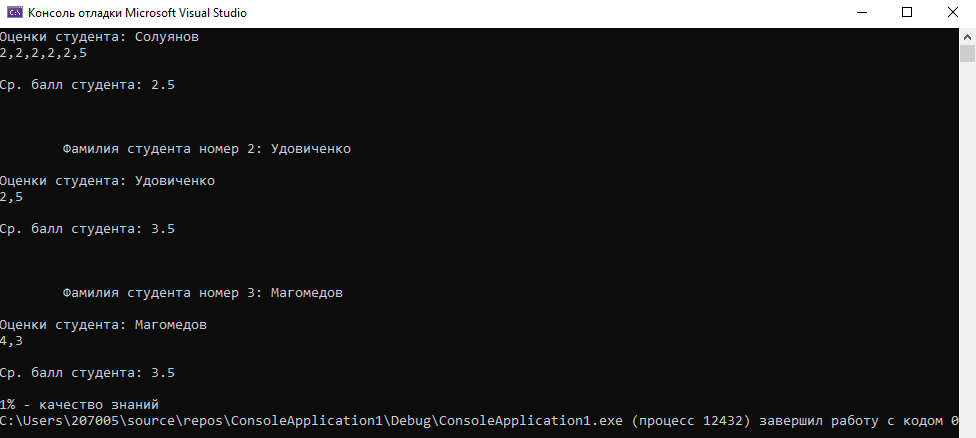 Консоль отладки Microsoft Visual Studio
Оценки студента: Солуянов
2,2,2,2,2,5
Ср. балл студента: 2.5
Фамилия студента номер 2: Удовиченко
Оценки студента: Удовиченко
2,5
Ср. балл студента: 3.5
Фамилия студента номер 3: Магомедов
Оценки студента: Магомедов
4,3
Ср. балл студента: 3.5
1% - качество знаний
C:\Users\207005\source\repos\ConsoleApplication1\Debug\ConsoleApplication1.exe (процесс 12432) завершил работу с кодом 0